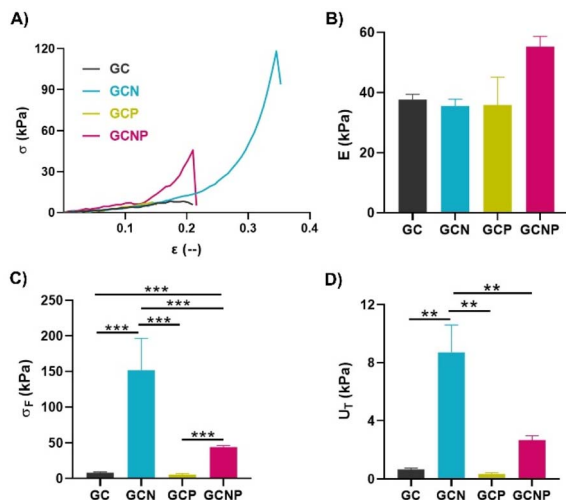 A)
120
90
60
30
0
σ (kPa)
0.1 0.2 0.3 0.4
ε (--)
GC
GCN
GCP
GCNP
B)
60
40
20
0
E (kPa)
GC GCN GCP GCNP
C)
250
200
150
100
50
0
σF (kPa)
***
***
*** ***
***
GC GCN GCP GCNP
D)
12
8
4
0
UT (kPa)
**
** **
GC GCN GCP GCNP